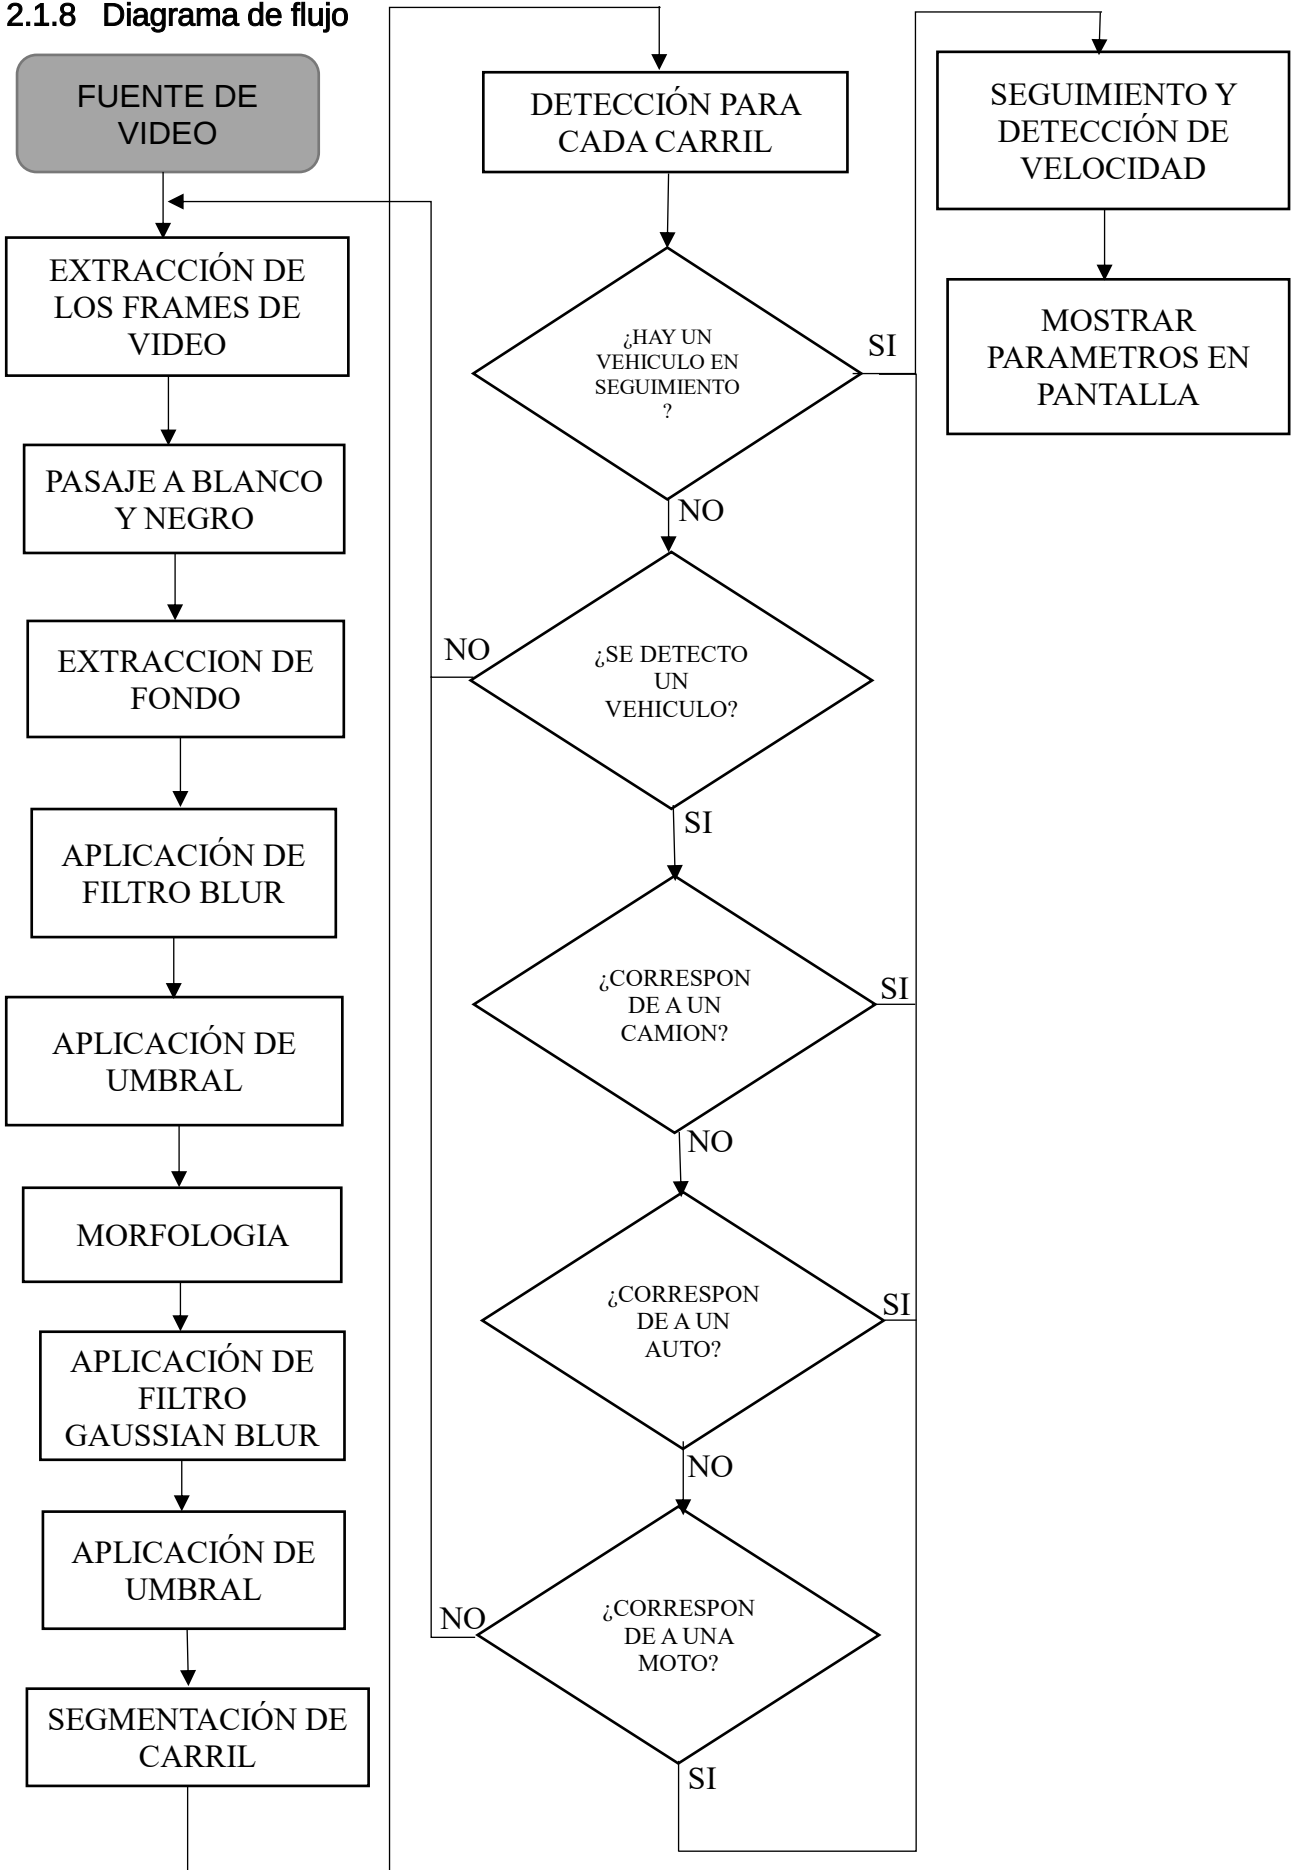 2.1.8 Diagrama de flujo
FUENTE DE
VIDEO
EXTRACCIÓN DE
LOS FRAMES DE
VIDEO
PASAJE A BLANCO
Y NEGRO
EXTRACCION DE
FONDO
APLICACIÓN DE
FILTRO BLUR
APLICACIÓN DE
UMBRAL
MORFOLOGIA
APLICACIÓN DE
FILTRO
GAUSSIAN BLUR
APLICACIÓN DE
UMBRAL
SEGMENTACIÓN DE
CARRIL
DETECCIÓN PARA
CADA CARRIL
¿HAY UN
VEHICULO EN
SEGUIMIENTO
?
SI
NO
¿SE DETECTO
UN
VEHICULO?
NO
SI
¿CORRESPON
DE A UN
CAMION?
SI
NO
¿CORRESPON
DE A UN
AUTO?
SI
NO
¿CORRESPON
DE A UNA
MOTO?
NO
SI
SEGUIMIENTO Y
DETECCIÓN DE
VELOCIDAD
MOSTRAR
PARAMETROS EN
PANTALLA